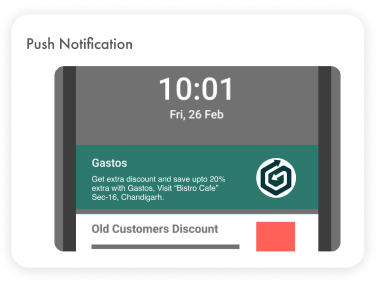 Push Notification
10:01
Fri, 26 Feb
Gastos
Get extra discount and save upto 20%
extra with Gastos, Visit “Bistro Cafe”
Sec-16, Chandigarh.
Old Customers Discount